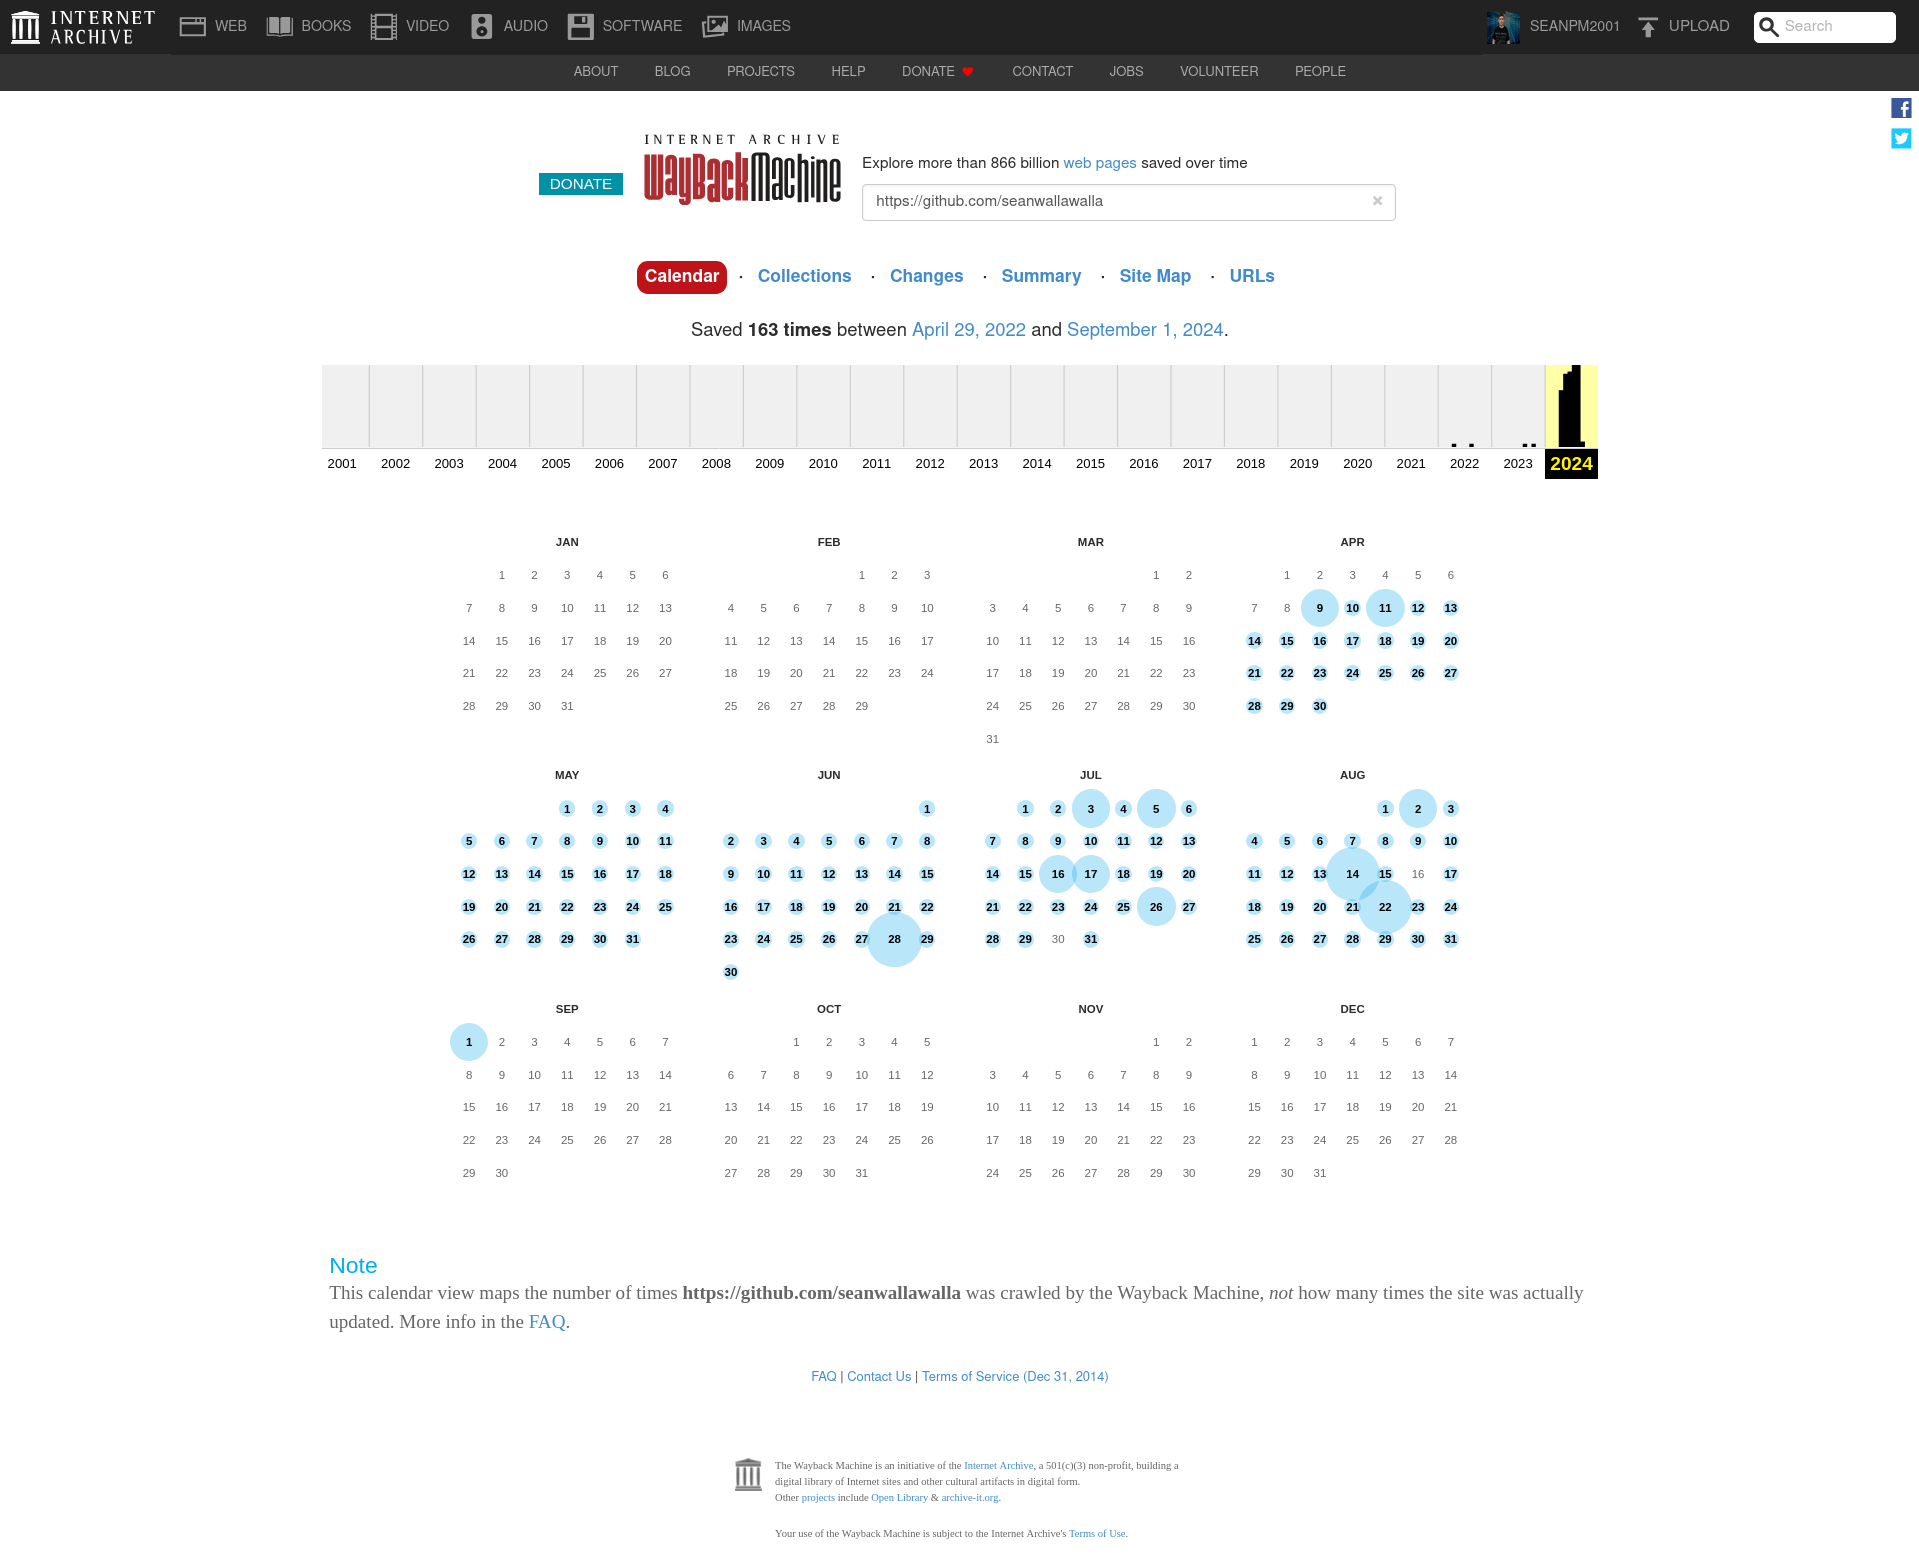 INTERNET ARCHIVE
WEB BOOKS VIDEO AUDIO SOFTWARE IMAGES SEANPM2001 UPLOAD Search
ABOUT BLOG PROJECTS HELP DONATE CONTACT JOBS VOLUNTEER PEOPLE
DONATE
INTERNET ARCHIVE
WayBackMachine
Explore more than 866 billion web pages saved over time
https://github.com/seanwallawalla ×
Calendar · Collections · Changes · Summary · Site Map · URLs
Saved 163 times between April 29, 2022 and September 1, 2024.
2001 2002 2003 2004 2005 2006 2007 2008 2009 2010 2011 2012 2013 2014 2015 2016 2017 2018 2019 2020 2021 2022 2023 2024
JAN
1 2 3 4 5 6
7 8 9 10 11 12 13
14 15 16 17 18 19 20
21 22 23 24 25 26 27
28 29 30 31
FEB
1 2 3
4 5 6 7 8 9 10
11 12 13 14 15 16 17
18 19 20 21 22 23 24
25 26 27 28 29
MAR
1 2
3 4 5 6 7 8 9
10 11 12 13 14 15 16
17 18 19 20 21 22 23
24 25 26 27 28 29 30
31
APR
1 2 3 4 5 6
7 8 9 10 11 12 13
14 15 16 17 18 19 20
21 22 23 24 25 26 27
28 29 30
MAY
1 2 3 4
5 6 7 8 9 10 11
12 13 14 15 16 17 18
19 20 21 22 23 24 25
26 27 28 29 30 31
JUN
1
2 3 4 5 6 7 8
9 10 11 12 13 14 15
16 17 18 19 20 21 22
23 24 25 26 27 28 29
30
JUL
1 2 3 4 5 6
7 8 9 10 11 12 13
14 15 16 17 18 19 20
21 22 23 24 25 26 27
28 29 30 31
AUG
1 2 3
4 5 6 7 8 9 10
11 12 13 14 15 16 17
18 19 20 21 22 23 24
25 26 27 28 29 30 31
SEP
1 2 3 4 5 6 7
8 9 10 11 12 13 14
15 16 17 18 19 20 21
22 23 24 25 26 27 28
29 30
OCT
1 2 3 4 5
6 7 8 9 10 11 12
13 14 15 16 17 18 19
20 21 22 23 24 25 26
27 28 29 30 31
NOV
1 2
3 4 5 6 7 8 9
10 11 12 13 14 15 16
17 18 19 20 21 22 23
24 25 26 27 28 29 30
DEC
1 2 3 4 5 6 7
8 9 10 11 12 13 14
15 16 17 18 19 20 21
22 23 24 25 26 27 28
29 30 31
Note
This calendar view maps the number of times https://github.com/seanwallawalla was crawled by the Wayback Machine, not how many times the site was actually
updated. More info in the FAQ.
FAQ | Contact Us | Terms of Service (Dec 31, 2014)
The Wayback Machine is an initiative of the Internet Archive, a 501(c)(3) non-profit, building a
digital library of Internet sites and other cultural artifacts in digital form.
Other projects include Open Library & archive-it.org.
Your use of the Wayback Machine is subject to the Internet Archive's Terms of Use.